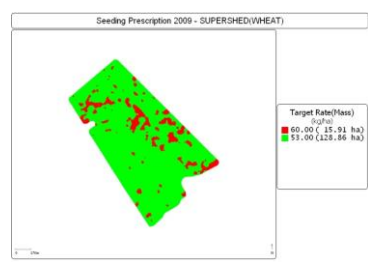 Seeding Prescription 2009 - SUPERSHED(WHEAT)
Target Rate(Mass)
(kg/ha)
60.00 ( 15.91 ha)
53.00 (128.86 ha)